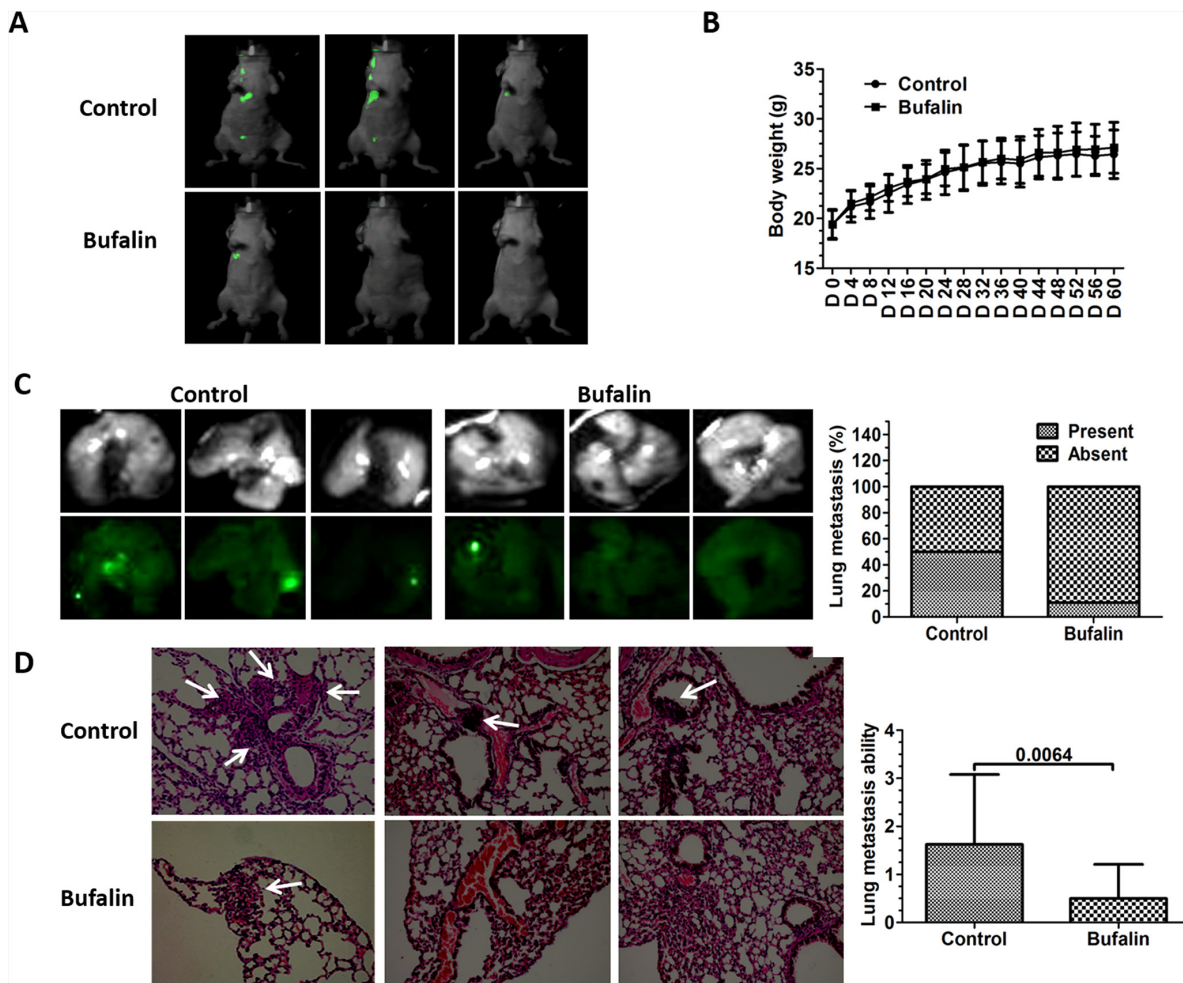 A
Control
Bufalin
B
Body weight (g)
35
30
25
20
15
Control
Bufalin
D 0
D 4
D 8
D 12
D 16
D 20
D 24
D 28
D 32
D 36
D 40
D 44
D 48
D 52
D 56
D 60
C
Control
Bufalin
Lung metastasis (%)
140
120
100
80
60
40
20
0
Present
Absent
Control
Bufalin
D
Control
Bufalin
Lung metastasis ability
4
3
2
1
0
0.0064
Control
Bufalin